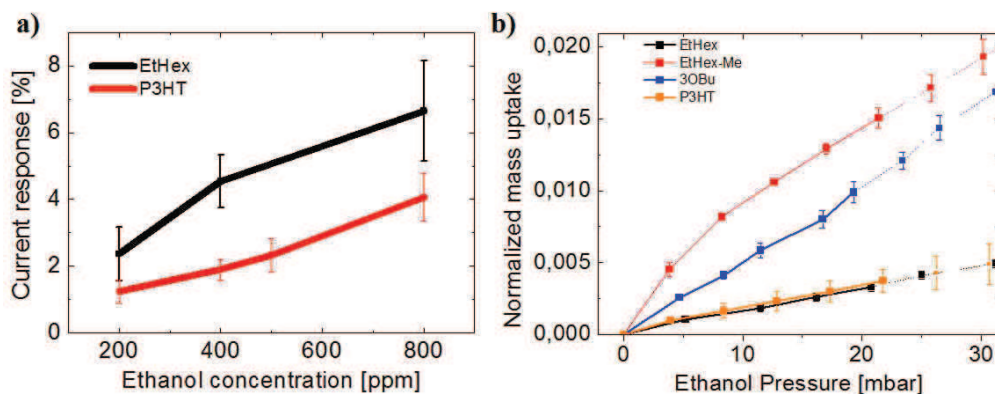 a)
EtHex
P3HT
8
6
4
2
0
200 400 600 800
Current response [%]
Ethanol concentration [ppm]
b)
EtHex
EtHex-Me
3OBu
P3HT
0,020
0,015
0,010
0,005
0,000
0 10 20 30
Normalized mass uptake
Ethanol Pressure [mbar]